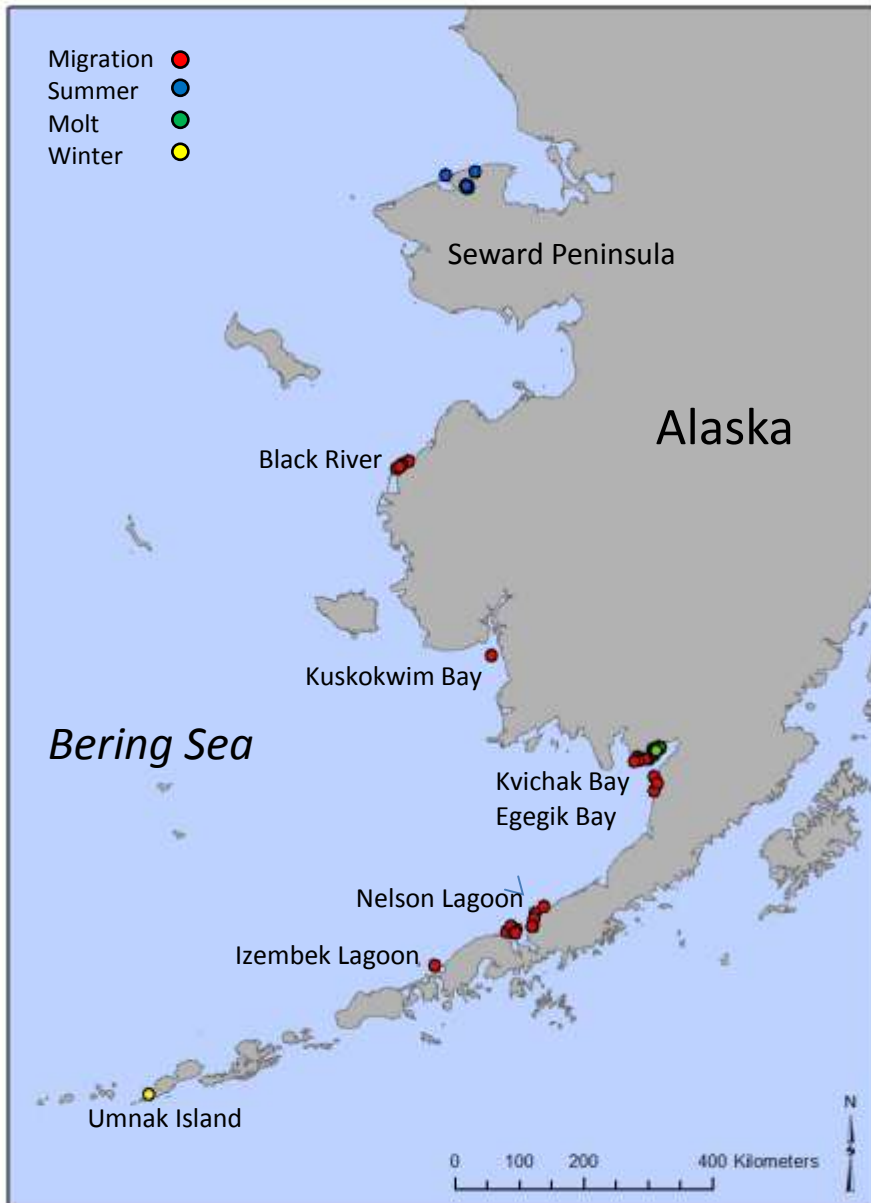 Migration
Summer
Molt
Winter
Seward Peninsula
Alaska
Black River
Kuskokwim Bay
Bering Sea
Kvichak Bay
Egegik Bay
Nelson Lagoon
Izembek Lagoon
Umnak Island
N
0 100 200 400 Kilometers